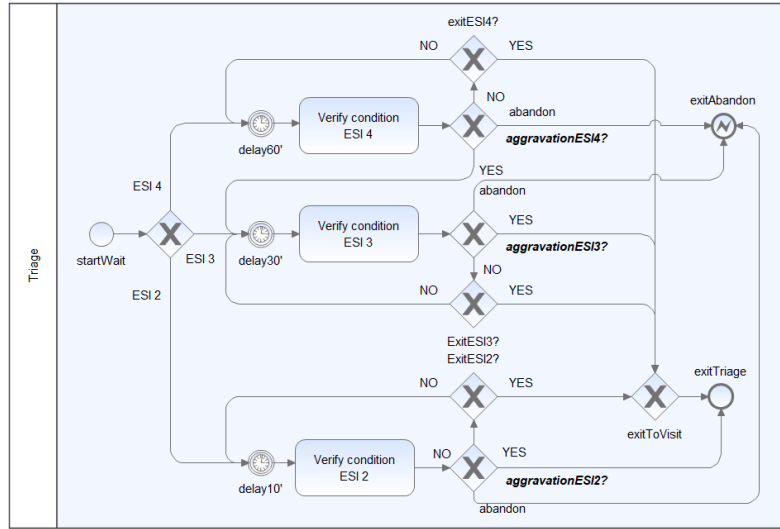 exitESI4?
NO
YES
NO
abandon
exitAbandon
Verify condition
ESI 4
delay60'
aggravationESI4?
ESI 4
YES
abandon
Verify condition
ESI 3
YES
startWait
ESI 3
delay30'
aggravationESI3?
Triage
NO
ESI 2
NO
YES
ExitESI3?
ExitESI2?
exitTriage
NO
YES
exitToVisit
Verify condition
ESI 2
NO
YES
delay10'
aggravationESI2?
abandon